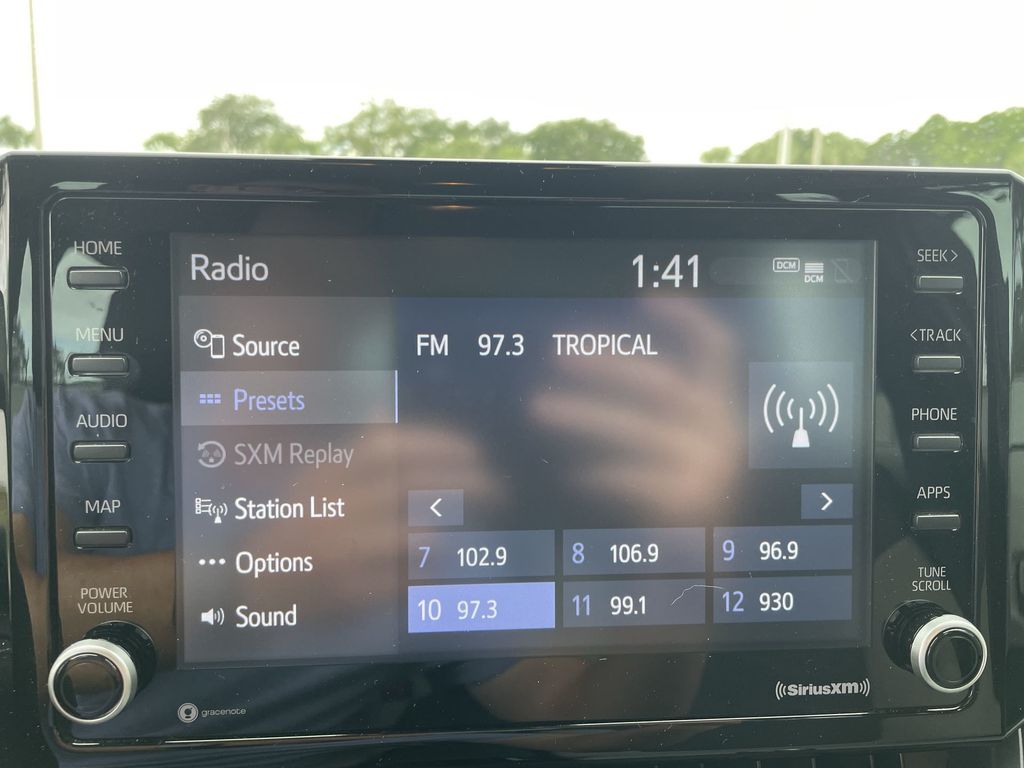 HOME
MENU
AUDIO
MAP
POWER
VOLUME
Radio
1:41
DCM
DCM
Source
Presets
SXM Replay
Station List
Options
Sound
FM 97.3 TROPICAL
<
>
7 102.9
8 106.9
9 96.9
10 97.3
11 99.1
12 930
SEEK >
< TRACK
PHONE
APPS
TUNE
SCROLL
gracenote
((SiriusXM))